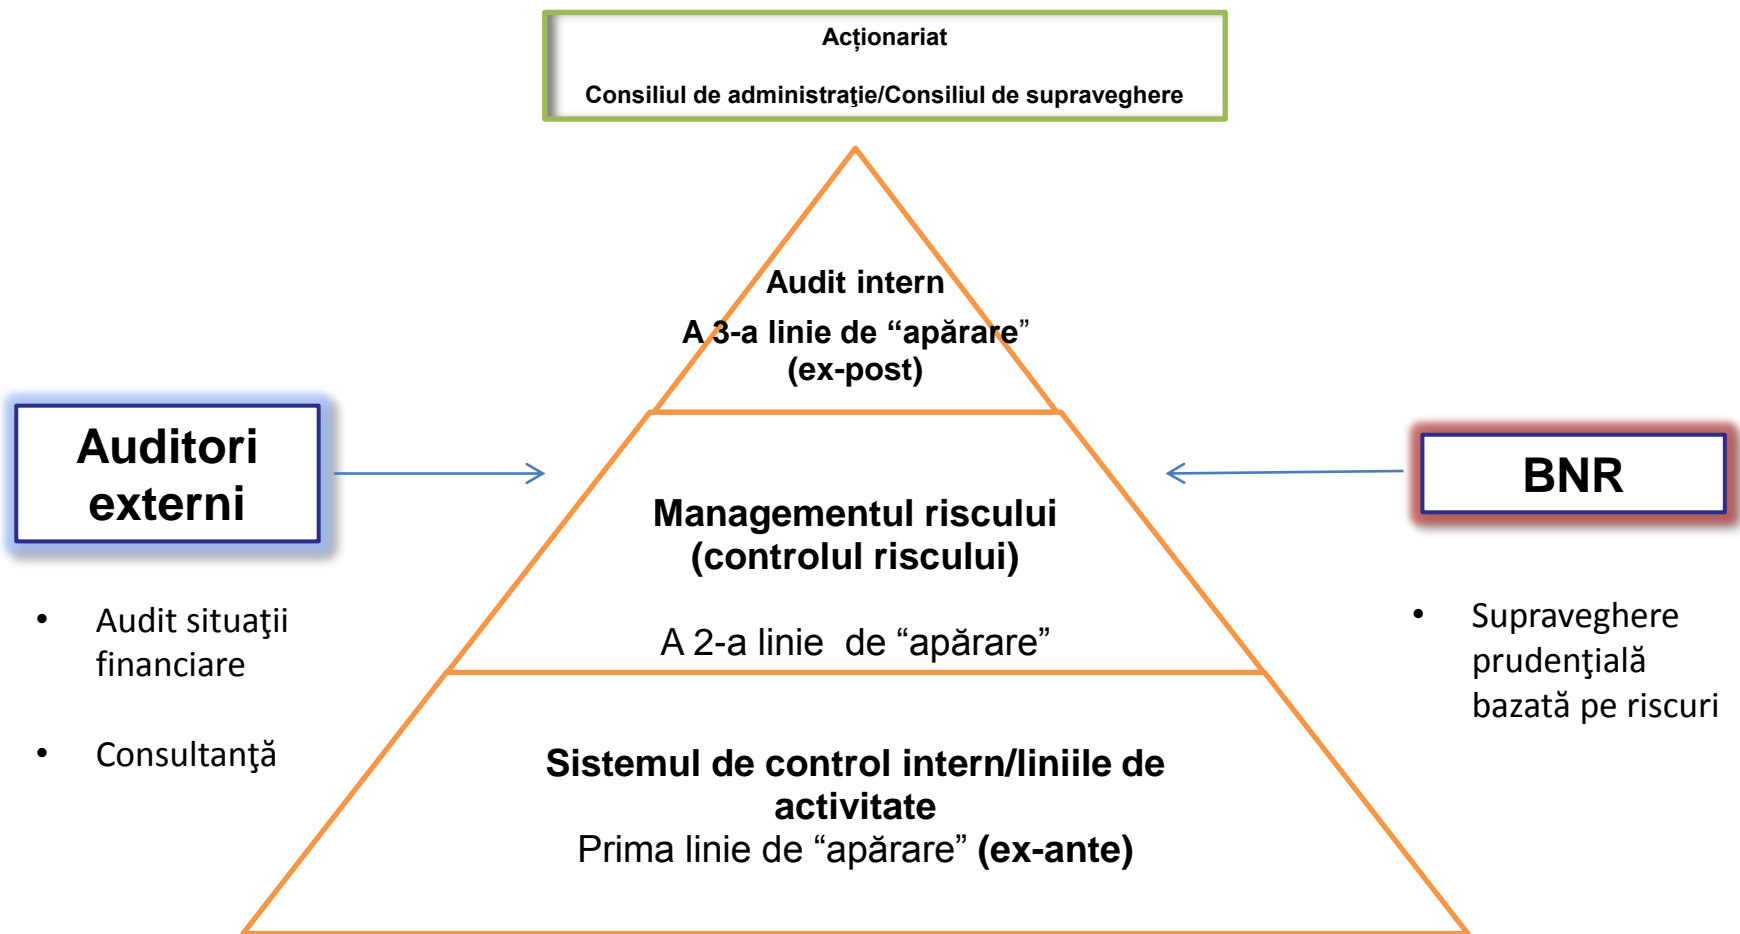 Acționariat
Consiliul de administraţie/Consiliul de supraveghere
Audit intern
A 3-a linie de “apărare”
(ex-post)
Auditori
externi
BNR
Managementul riscului
(controlul riscului)
A 2-a linie de “apărare”
• Audit situaţii
financiare
• Consultanţă
• Supraveghere
prudenţială
bazată pe riscuri
Sistemul de control intern/liniile de
activitate
Prima linie de “apărare” (ex-ante)